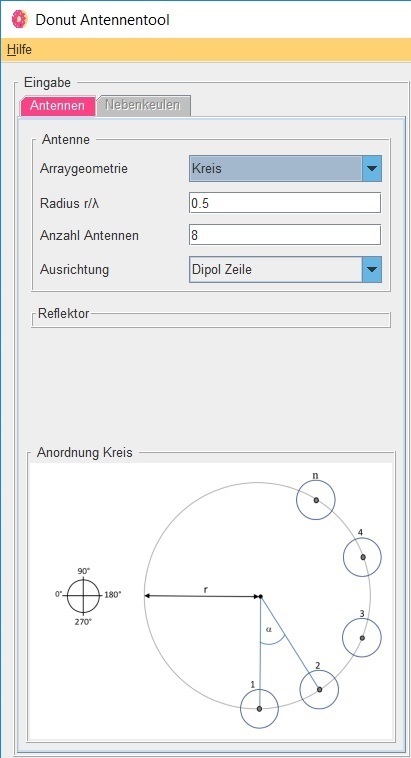 Donut Antennentool
Hilfe
Eingabe
Antennen Nebenkeulen
Antenne
Arraygeometrie Kreis
Radius r/λ 0.5
Anzahl Antennen 8
Ausrichtung Dipol Zeile
Reflektor
Anordnung Kreis
n
4
90°
0° 180° r
270°
3
α
2
1